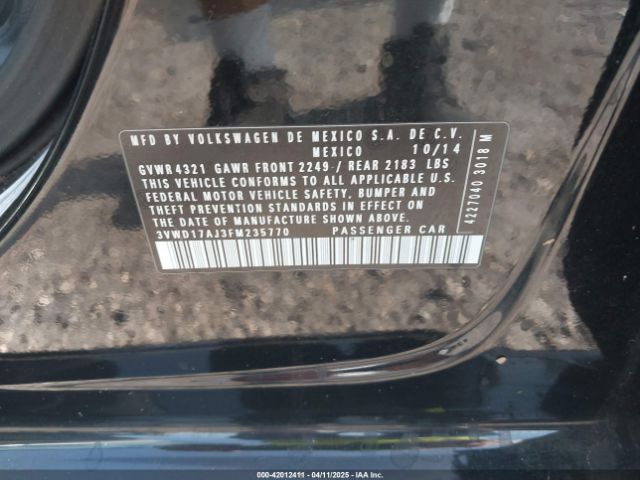 MFD BY VOLKSWAGEN DE MEXICO S.A. DE C.V.
MEXICO 10/14
GVWR 4321 GAWR FRONT 2249 / REAR 2183 LBS
THIS VEHICLE CONFORMS TO ALL APPLICABLE U.S.
FEDERAL MOTOR VEHICLE SAFETY, BUMPER AND
THEFT PREVENTION STANDARDS IN EFFECT ON
THE DATE OF MANUFACTURE SHOWN ABOVE.
3VWD17AJ3FM235770 PASSENGER CAR
4227040 3018 M
000-42012411 - 04/11/2025 - IAAI.COM